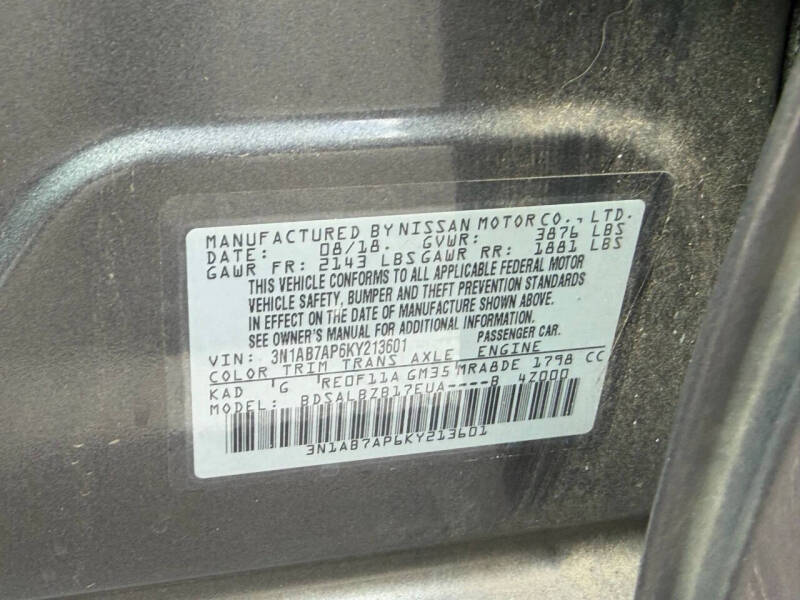 MANUFACTURED BY NISSAN MOTOR CO., LTD.
DATE: 08/18. GVWR: 3876 LBS
GAWR FR: 2143 LBS GAWR RR: 1881 LBS
THIS VEHICLE CONFORMS TO ALL APPLICABLE FEDERAL MOTOR
VEHICLE SAFETY, BUMPER AND THEFT PREVENTION STANDARDS
IN EFFECT ON THE DATE OF MANUFACTURE SHOWN ABOVE.
SEE OWNER'S MANUAL FOR ADDITIONAL INFORMATION.
VIN: 3N1AB7AP6KY213601 PASSENGER CAR.
COLOR TRIM TRANS AXLE ENGINE
KAD G RE0F11A GM35 MRA8DE 1798 CC
MODEL: BDSALBZB17EUA----B 4Z000
3N1AB7AP6KY213601